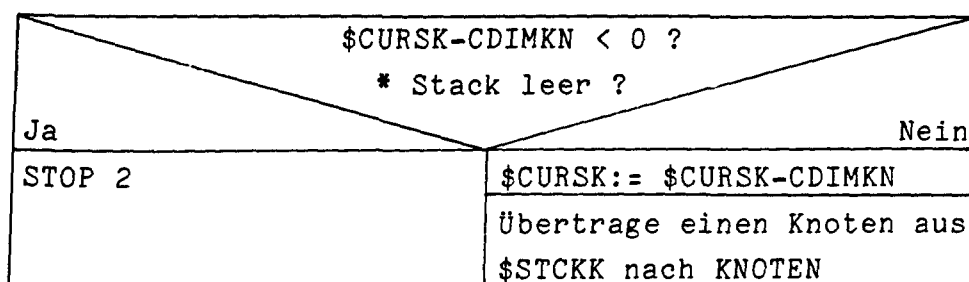 $CURSK-CDIMKN < 0 ?
* Stack leer ?
Ja
Nein
STOP 2
$CURSK:= $CURSK-CDIMKN
Übertrage einen Knoten aus
$STCKK nach KNOTEN